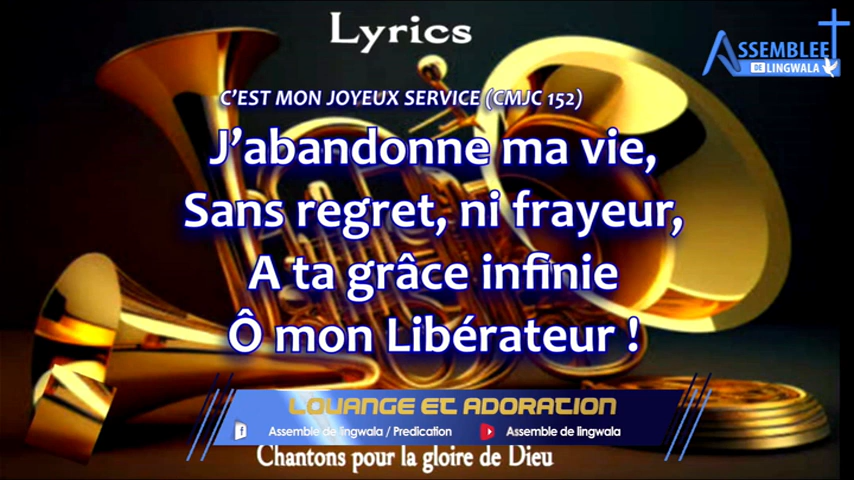 Lyrics
ASSEMBLEE
DE LINGWALA
C'EST MON JOYEUX SERVICE (CMJC 152)
J'abandonne ma vie,
Sans regret, ni frayeur,
A ta grâce infinie
Ô mon Libérateur !
LOUANGE ET ADORATION
Assemble de lingwala / Predication
Assemble de lingwala
Chantons pour la gloire de Dieu